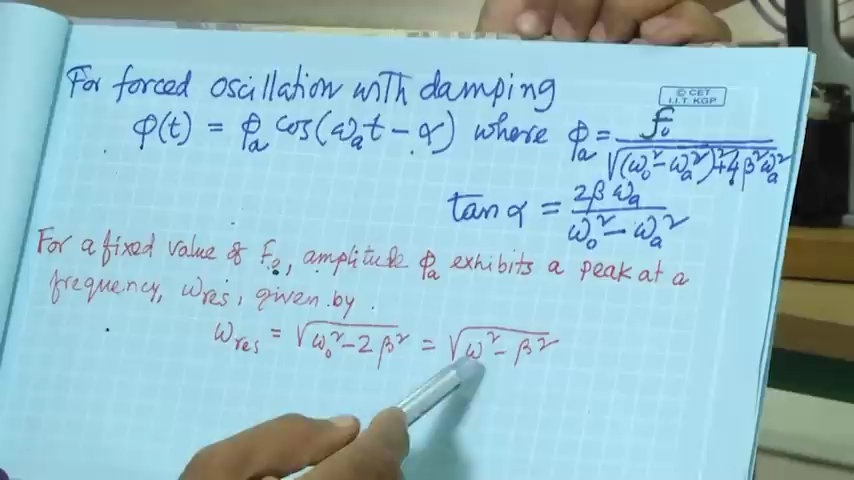 For forced oscillation with damping
© CET
I.I.T. KGP
φ(t) = φₐ cos(ωₐt − α) where φₐ = f₀ / √((ω₀² − ωₐ²)² + 4β²ωₐ²)
tan α = 2βωₐ / ω₀² − ωₐ²
For a fixed value of F₀, amplitude φₐ exhibits a peak at a
frequency, ωres, given by
ωres = √(ω₀² − 2β²) = √(ω² − β²)